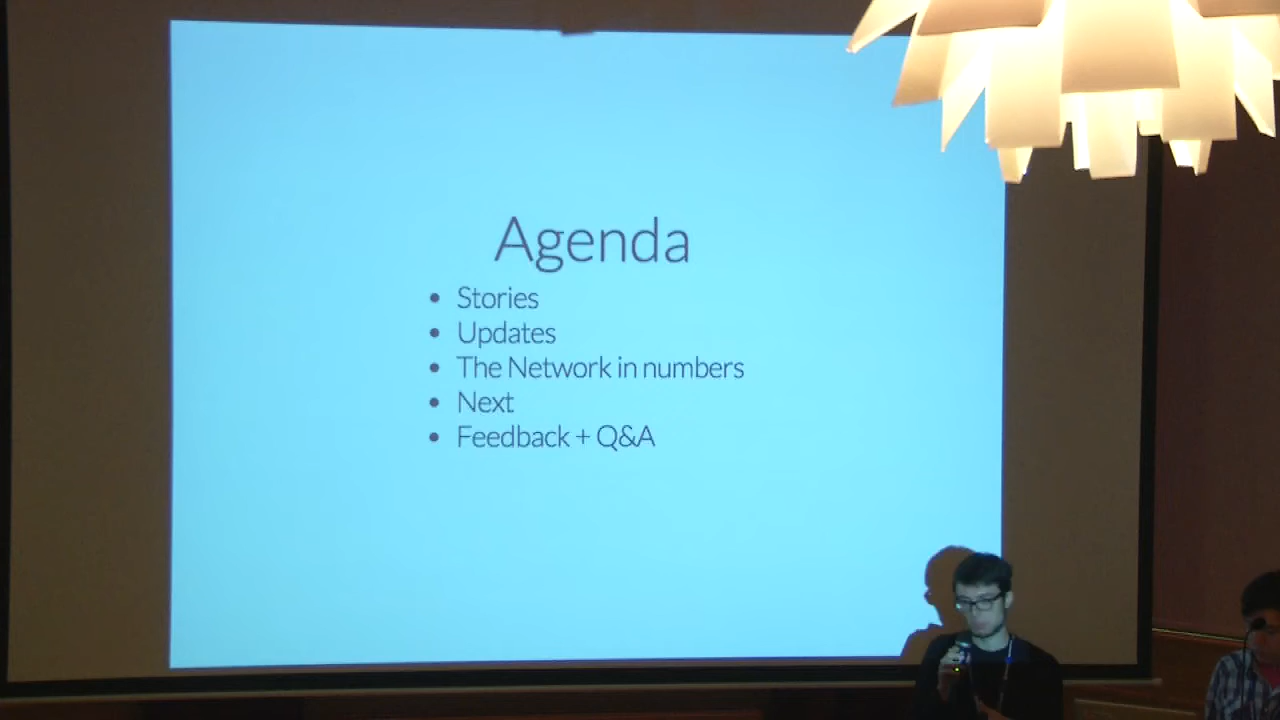 Agenda
• Stories
• Updates
• The Network in numbers
• Next
• Feedback + Q&A